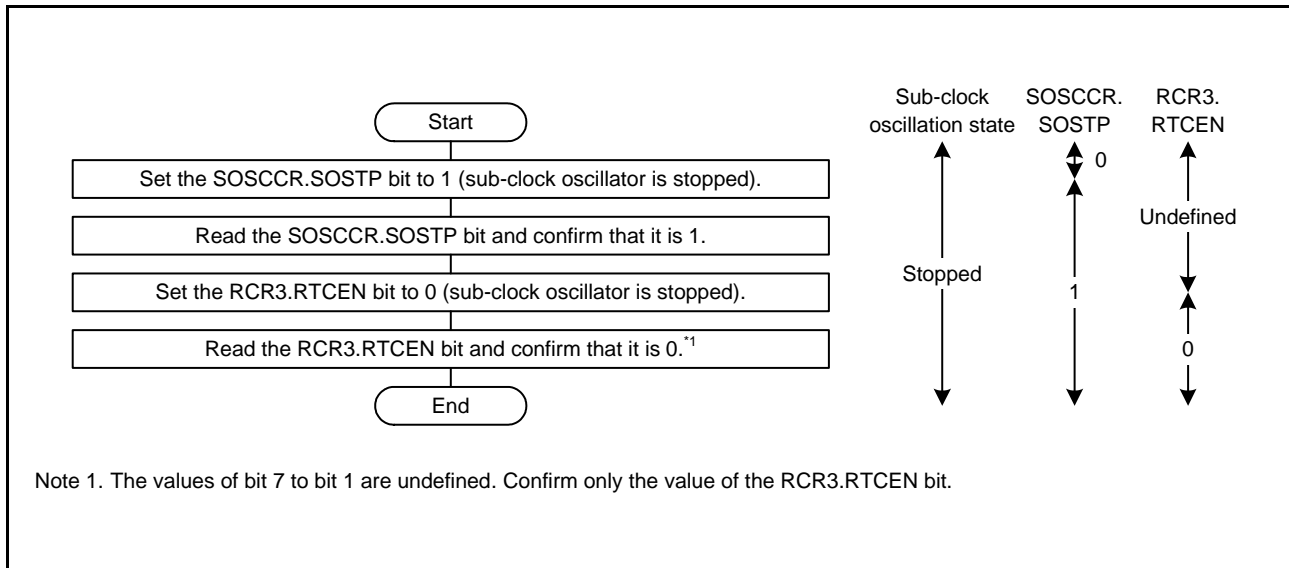 Start
Set the SOSCCR.SOSTP bit to 1 (sub-clock oscillator is stopped).
Read the SOSCCR.SOSTP bit and confirm that it is 1.
Set the RCR3.RTCEN bit to 0 (sub-clock oscillator is stopped).
Read the RCR3.RTCEN bit and confirm that it is 0.*1
End
Sub-clock
oscillation state
Stopped
SOSCCR.
SOSTP
0
1
RCR3.
RTCEN
Undefined
0
Note 1. The values of bit 7 to bit 1 are undefined. Confirm only the value of the RCR3.RTCEN bit.